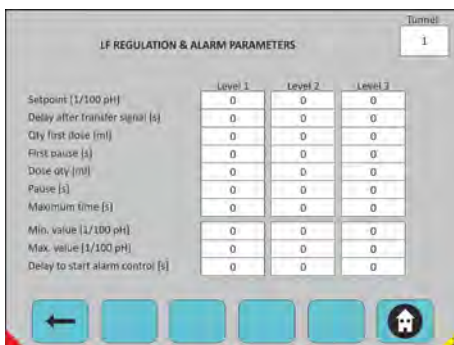 Tunnel
LF REGULATION & ALARM PARAMETERS 1
Level 1 Level 2 Level 3
Setpoint (1/100 pH) 0 0 0
Delay after transfer signal (s) 0 0 0
Qty first dose (ml) 0 0 0
First pause (s) 0 0 0
Dose qty (ml) 0 0 0
Pause (s) 0 0 0
Maximum time (s) 0 0 0
Min. value (1/100 pH) 0 0 0
Max. value (1/100 pH) 0 0 0
Delay to start alarm control (s) 0 0 0